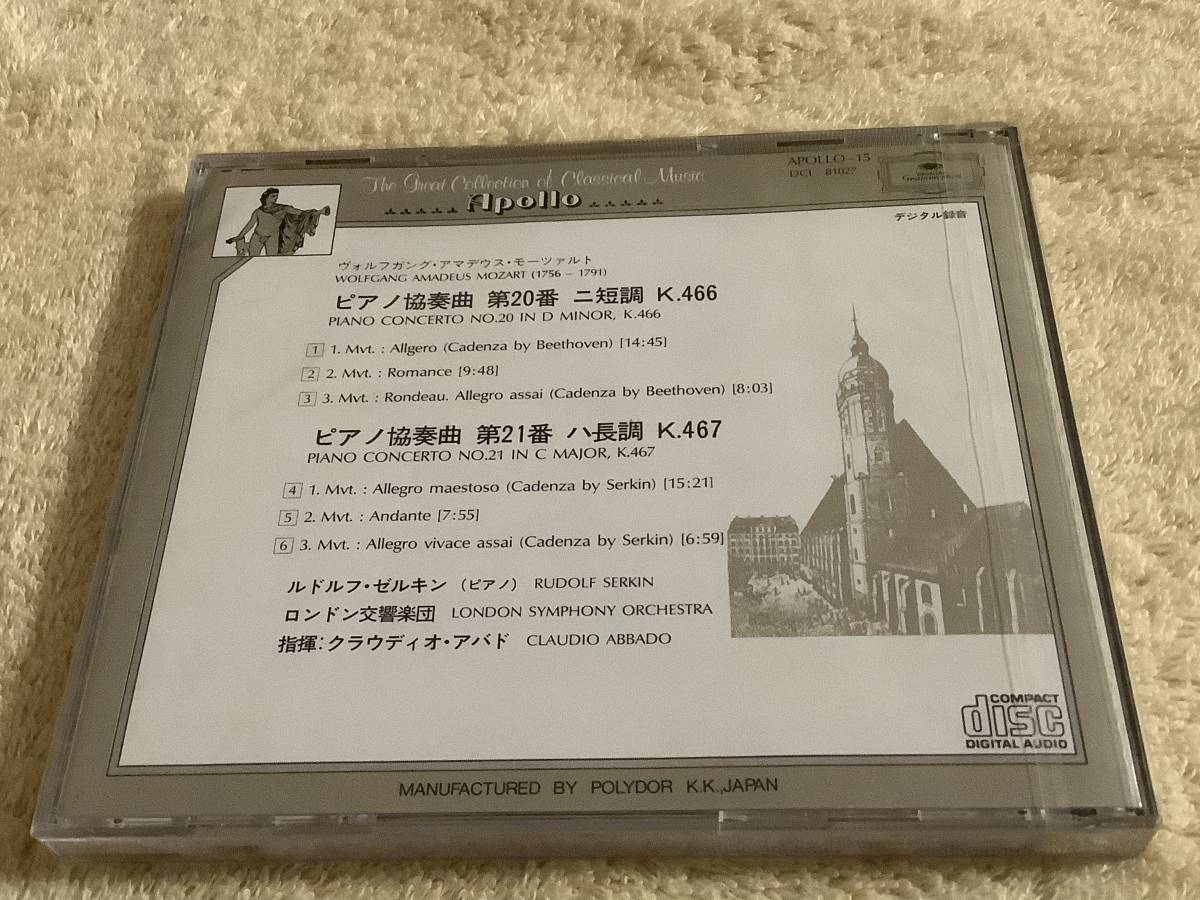 The Great Collection of Classical Music
Apollo
APOLLO-15
DCI 81027
Deutsche
Grammophon
デジタル録音
ヴォルフガング・アマデウス・モーツァルト
WOLFGANG AMADEUS MOZART (1756 – 1791)
ピアノ協奏曲 第20番 ニ短調 K.466
PIANO CONCERTO NO.20 IN D MINOR, K.466
1 1. Mvt. : Allgero (Cadenza by Beethoven) [14:45]
2 2. Mvt. : Romance [9:48]
3 3. Mvt. : Rondeau. Allegro assai (Cadenza by Beethoven) [8:03]
ピアノ協奏曲 第21番 ハ長調 K.467
PIANO CONCERTO NO.21 IN C MAJOR, K.467
4 1. Mvt. : Allegro maestoso (Cadenza by Serkin) [15:21]
5 2. Mvt. : Andante [7:55]
6 3. Mvt. : Allegro vivace assai (Cadenza by Serkin) [6:59]
ルドルフ・ゼルキン (ピアノ) RUDOLF SERKIN
ロンドン交響楽団 LONDON SYMPHONY ORCHESTRA
指揮:クラウディオ・アバド CLAUDIO ABBADO
COMPACT
disc
DIGITAL AUDIO
MANUFACTURED BY POLYDOR K.K.,JAPAN